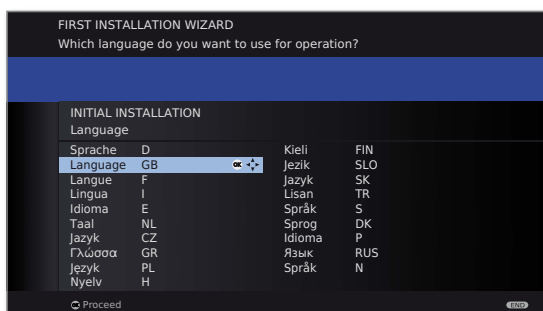 FIRST INSTALLATION WIZARD
Which language do you want to use for operation?
INITIAL INSTALLATION
Language
Sprache D
Language GB OK
Langue F
Lingua I
Idioma E
Taal NL
Jazyk CZ
Γλώσσα GR
Język PL
Nyelv H
Kieli FIN
Jezik SLO
Jazyk SK
Lisan TR
Språk S
Sprog DK
Idioma P
Язык RUS
Språk N
OK Proceed
END